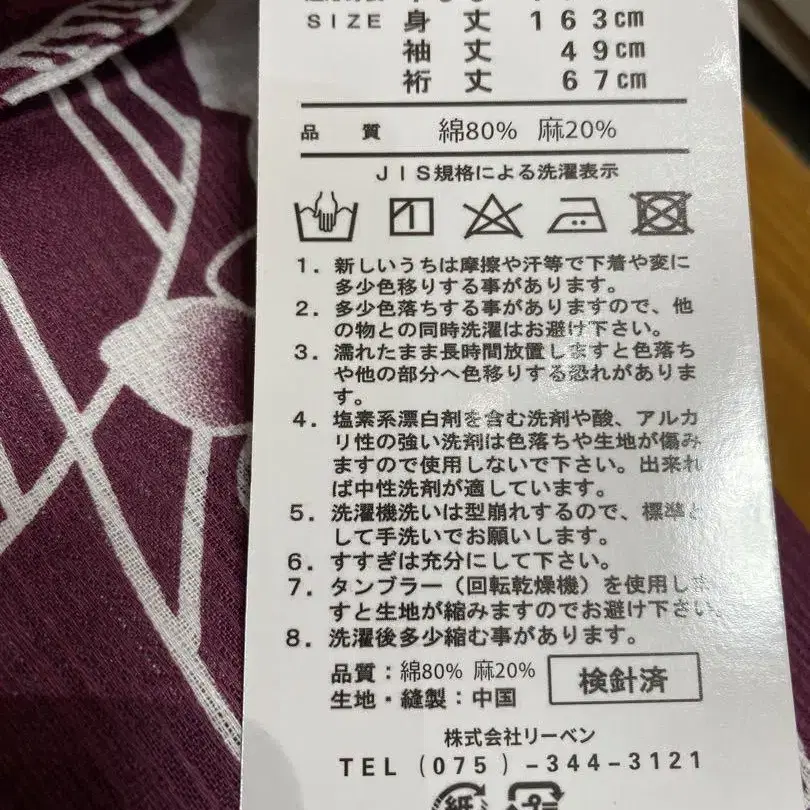 SIZE 身丈 163cm
袖丈 49cm
裄丈 67cm
品質 綿80% 麻20%
JIS規格による洗濯表示
1．新しいうちは摩擦や汗等で下着や変に
多少色移りする事があります。
2．多少色落ちする事がありますので、他
の物との同時洗濯はお避け下さい。
3．濡れたまま長時間放置しますと色落ち
や他の部分へ色移りする恐れがありま
す。
4．塩素系漂白剤を含む洗剤や酸、アルカ
リ性の強い洗剤は色落ちや生地が傷み
ますので使用しないで下さい。出来れ
ば中性洗剤が適しています。
5．洗濯機洗いは型崩れするので、標準と
して手洗いでお願いします。
6．すすぎは充分にして下さい。
7．タンブラー（回転乾燥機）を使用しま
すと生地が縮みますのでお避け下さい。
8．洗濯後多少縮む事があります。
品質：綿80% 麻20%
生地・縫製：中国
検針済
株式会社リーベン
TEL (075) -344-3121
紙